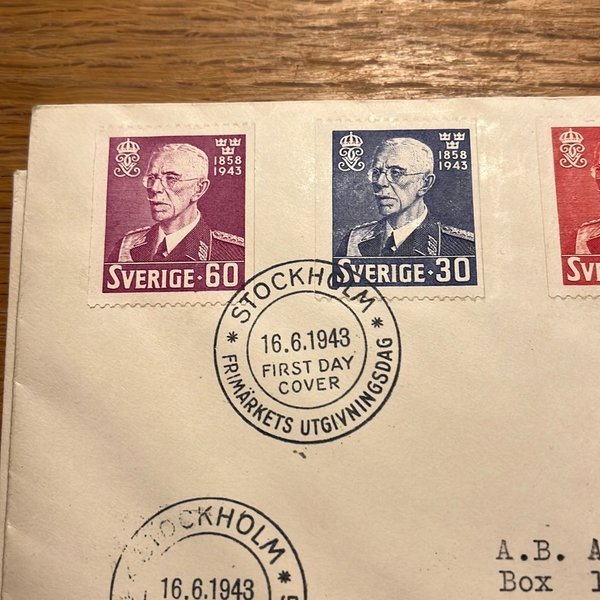 1858
1943
SVERIGE·60
1858
1943
SVERIGE·30
S
* STOCKHOLM *
16.6.1943
FIRST DAY
COVER
FRIMÄRKETS UTGIVNINGSDAG
STOCKHOLM *
16.6.1943
A.B. A
Box